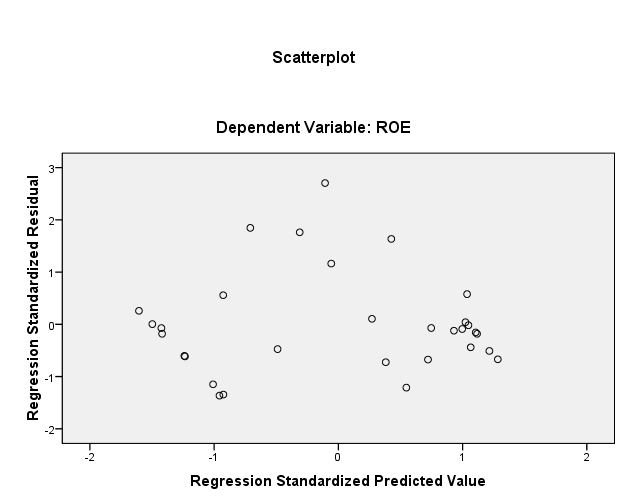 Scatterplot
Dependent Variable: ROE
Regression Standardized Residual
3
2
1
0
-1
-2
-2
-1
0
1
2
Regression Standardized Predicted Value